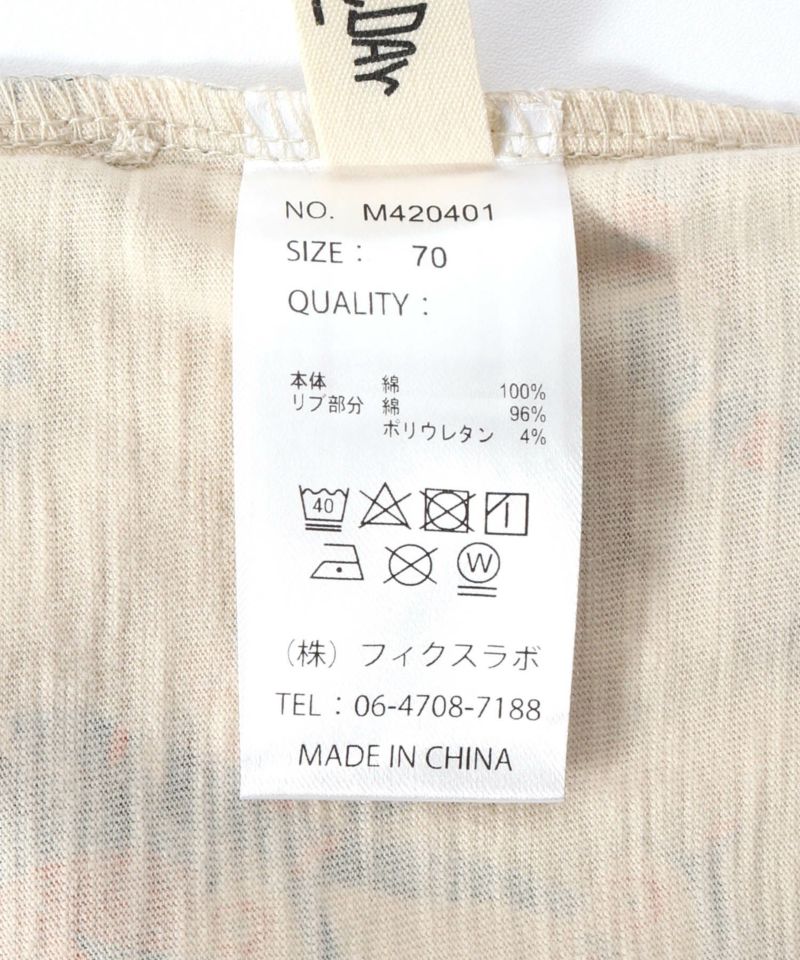 DAY
NO. M420401
SIZE : 70
QUALITY :
本体 綿 100%
リブ部分 綿 96%
ポリウレタン 4%
40
W
(株) フィクスラボ
TEL : 06-4708-7188
MADE IN CHINA